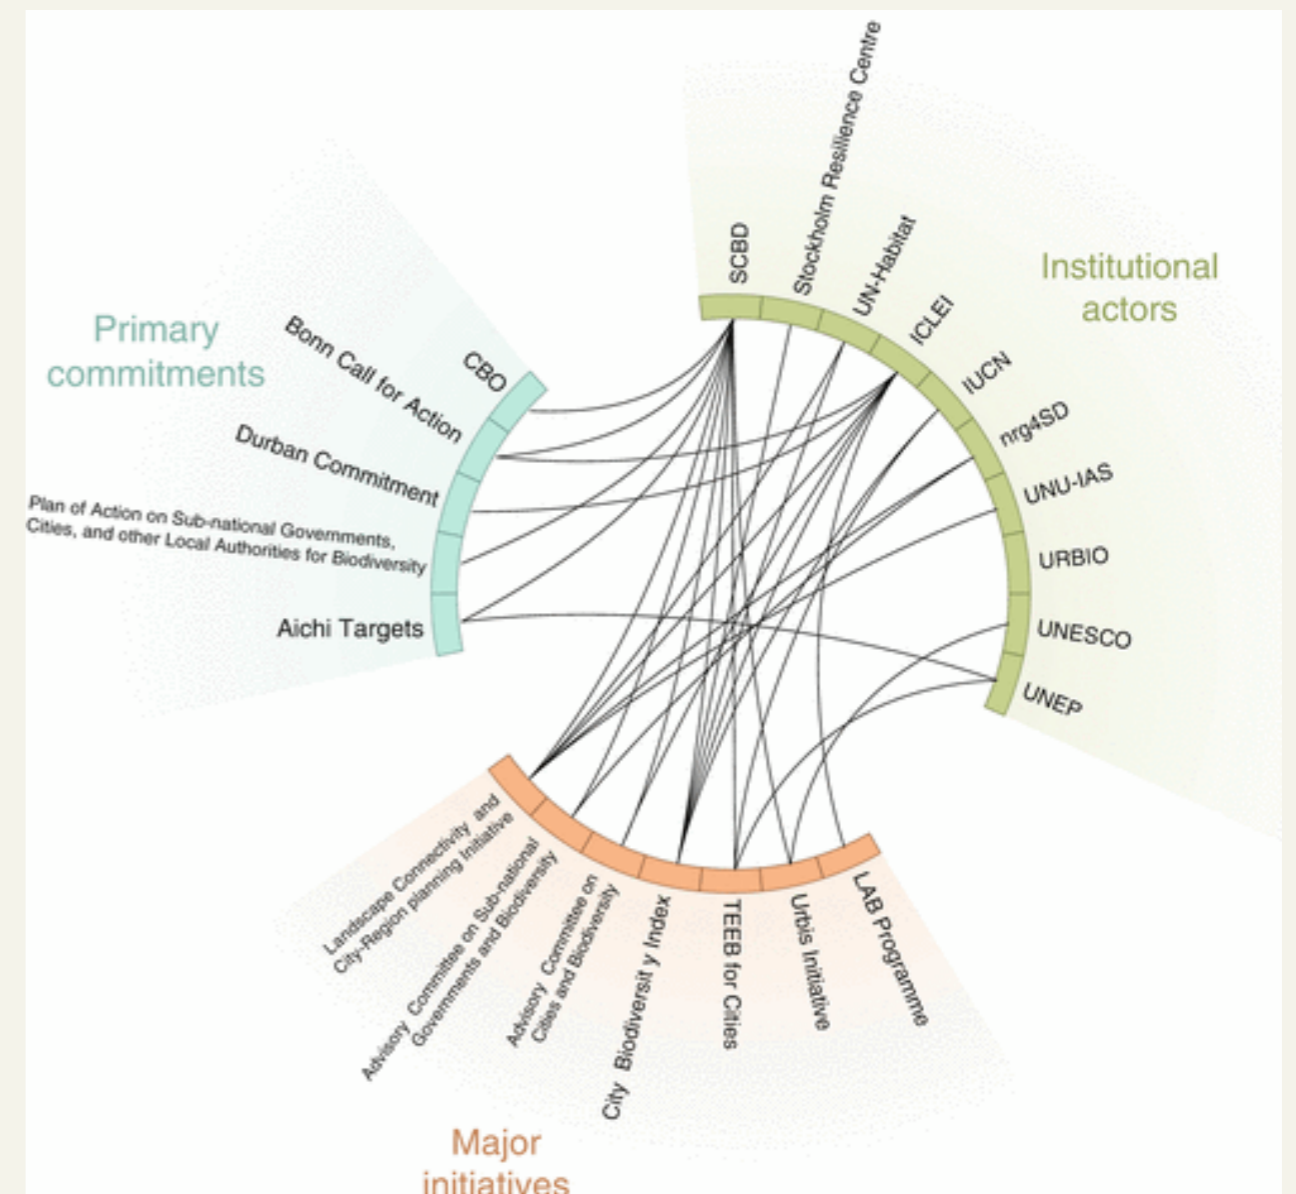 Primary
commitments
CBO
Bonn Call for Action
Durban Commitment
Plan of Action on Sub-national Governments,
Cities, and other Local Authorities for Biodiversity
Aichi Targets
Institutional
actors
SCBD
Stockholm Resilience Centre
UN-Habitat
ICLEI
IUCN
nrg4SD
UNU-IAS
URBIO
UNESCO
UNEP
Landscape Connectivity and
City-Region planning Initiative
Advisory Committee on Sub-national
Governments and Biodiversity
Advisory Committee on
Cities and Biodiversity
City Biodiversit y Index
TEEB for Cities
Urbis Initiative
LAB Programme
Major
initiatives